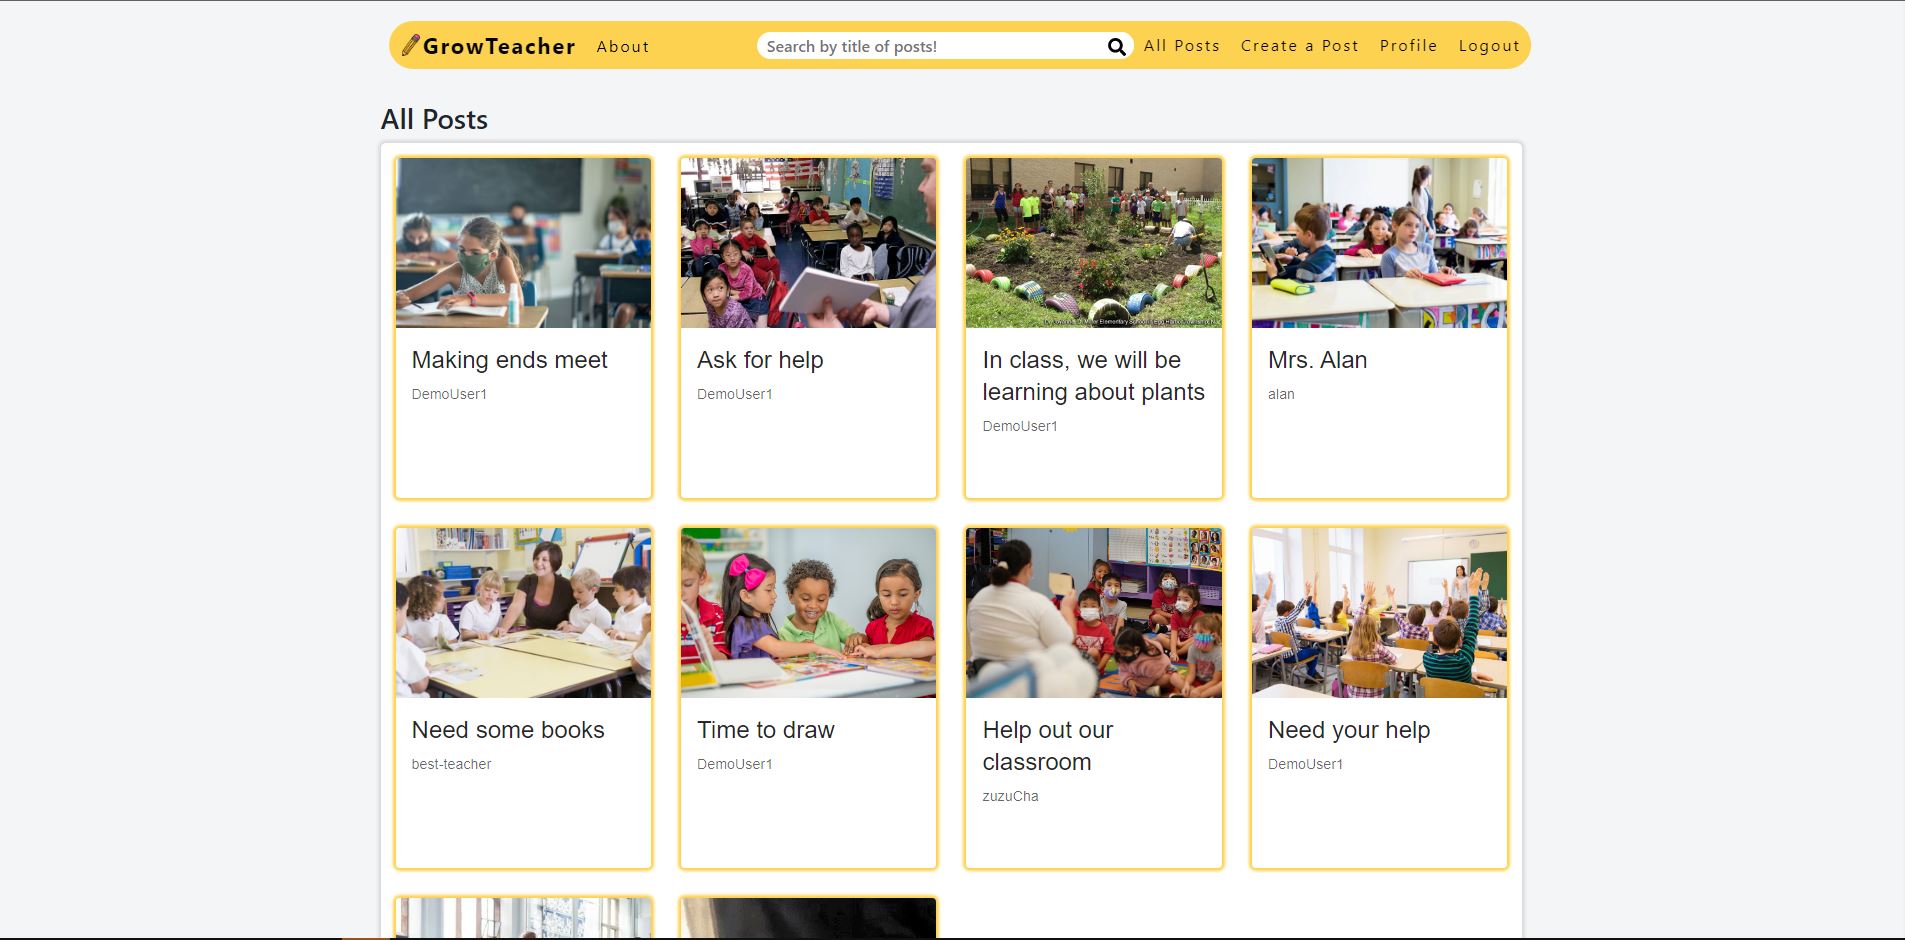 GrowTeacher About Search by title of posts! All Posts Create a Post Profile Logout
All Posts
Making ends meet
DemoUser1
Ask for help
DemoUser1
In class, we will be
learning about plants
DemoUser1
Mrs. Alan
alan
Need some books
best-teacher
Time to draw
DemoUser1
Help out our
classroom
zuzuCha
Need your help
DemoUser1